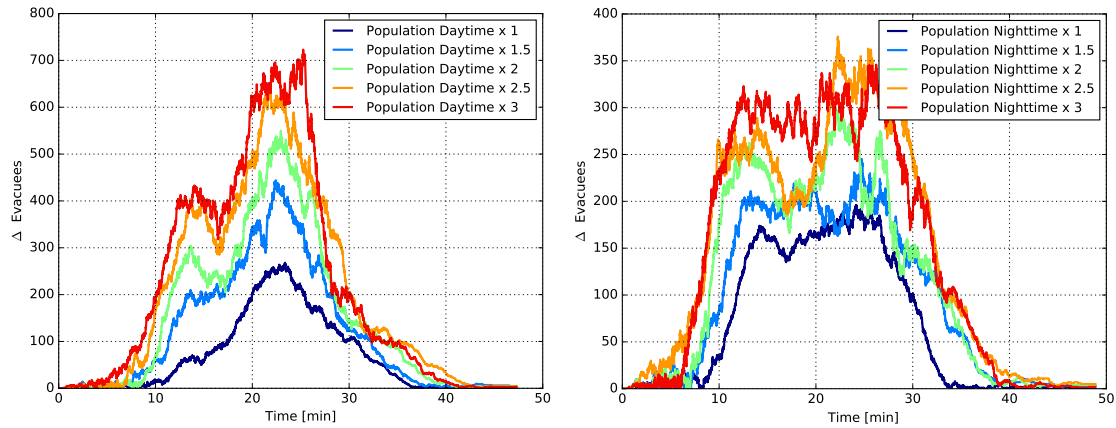 800
700
600
500
400
300
200
100
0
Δ Evacuees
0 10 20 30 40 50
Time [min]
Population Daytime x 1
Population Daytime x 1.5
Population Daytime x 2
Population Daytime x 2.5
Population Daytime x 3
400
350
300
250
200
150
100
50
0
Δ Evacuees
0 10 20 30 40 50
Time [min]
Population Nighttime x 1
Population Nighttime x 1.5
Population Nighttime x 2
Population Nighttime x 2.5
Population Nighttime x 3